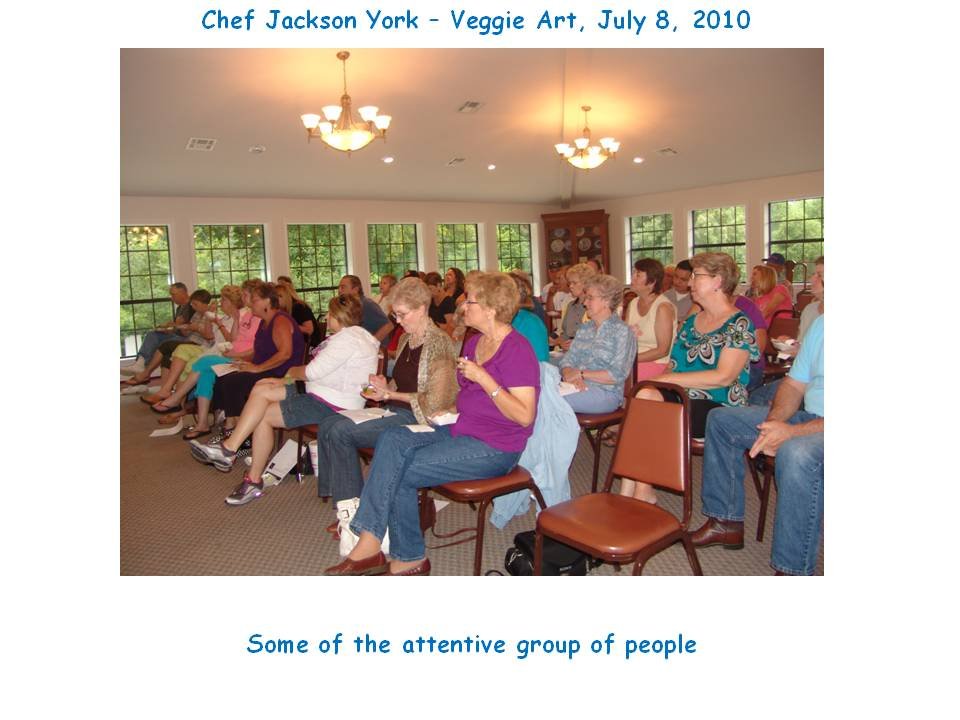 Chef Jackson York – Veggie Art, July 8, 2010
Some of the attentive group of people